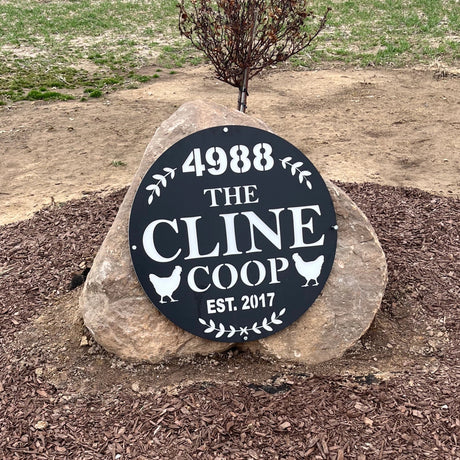 4988
THE
CLINE
COOP
EST. 2017